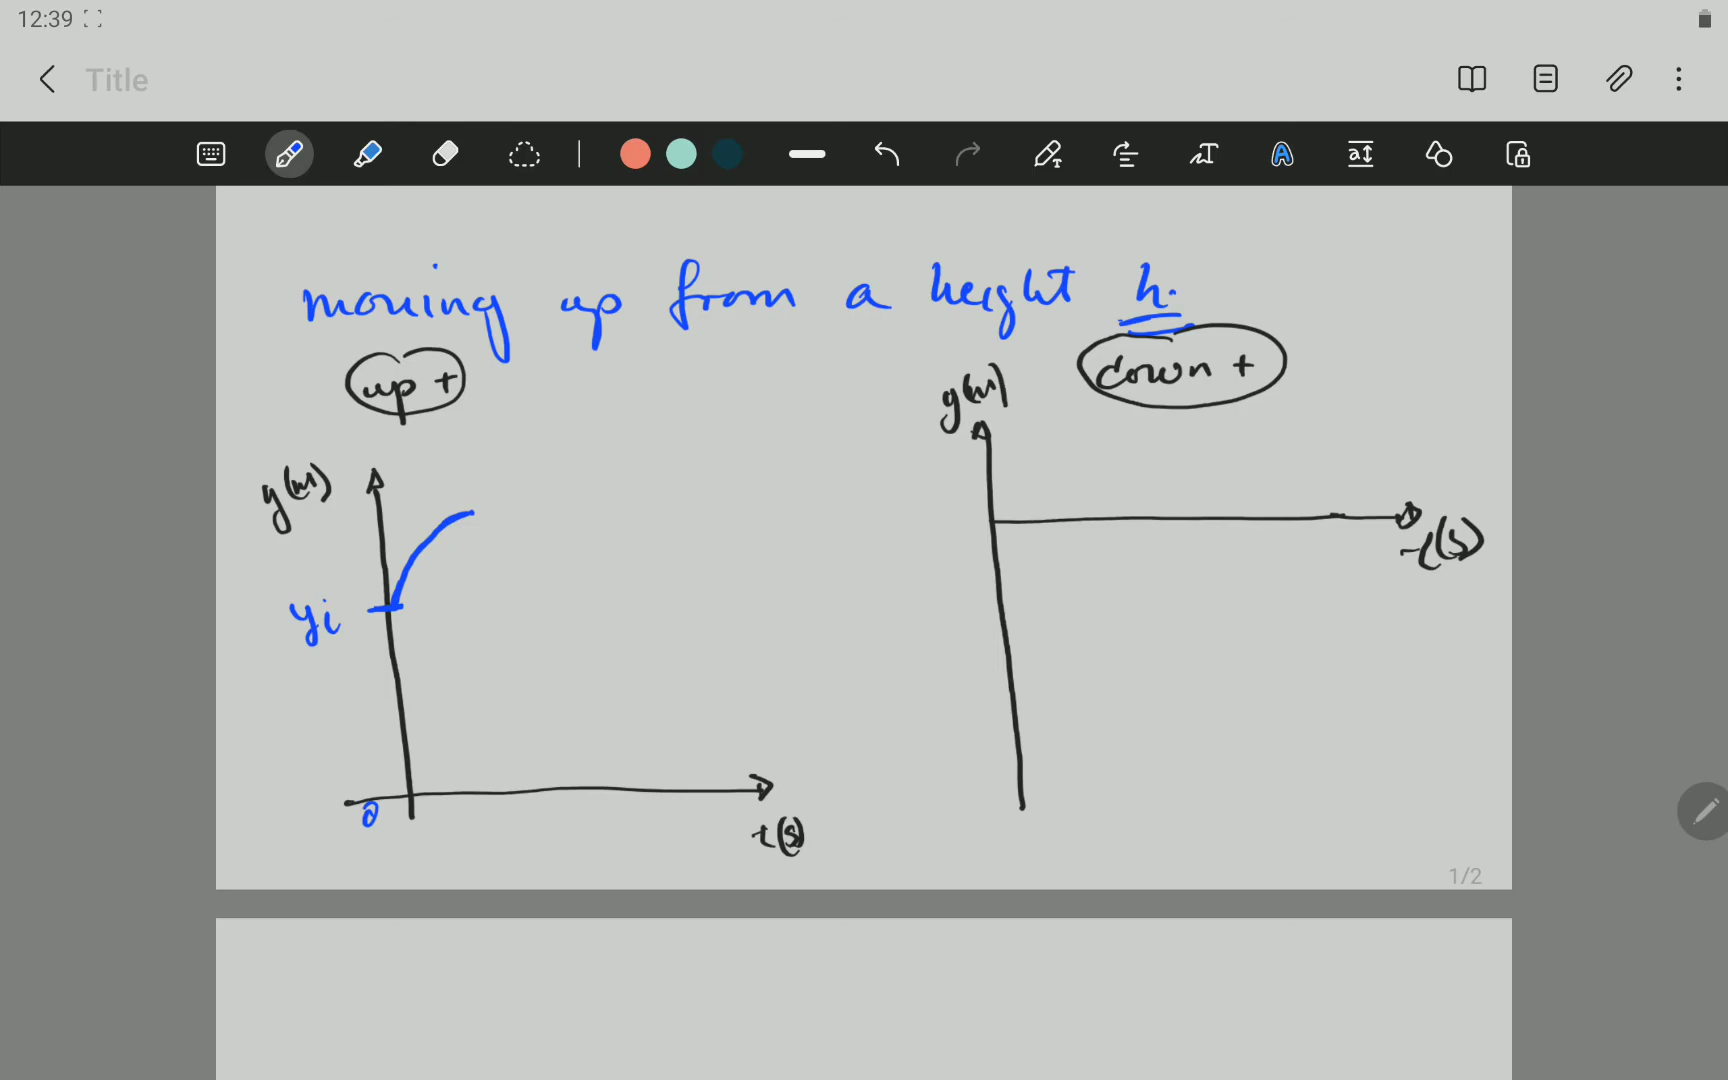 12:39
Title
moving up from a height h.
up +
down +
y(m)
y(m)
t(s)
yi
0
t(s)
1/2